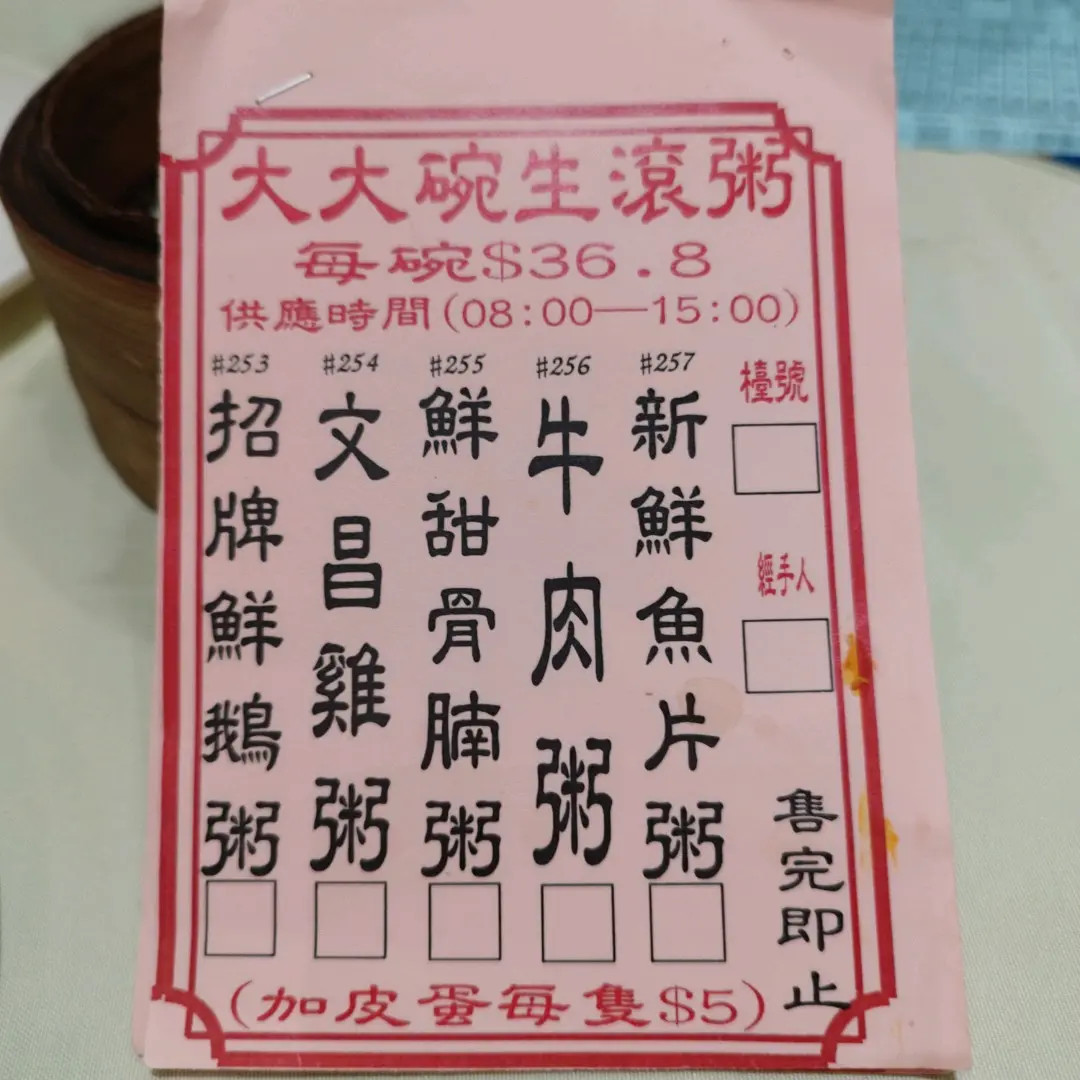 大大碗生滾粥
每碗$36.8
供應時間(08:00—15:00)
#253
招牌鮮鵝粥
#254
文昌雞粥
#255
鮮甜骨腩粥
#256
牛肉粥
#257
新鮮魚片粥
檯號
經手人
售完即止
(加皮蛋每隻$5)